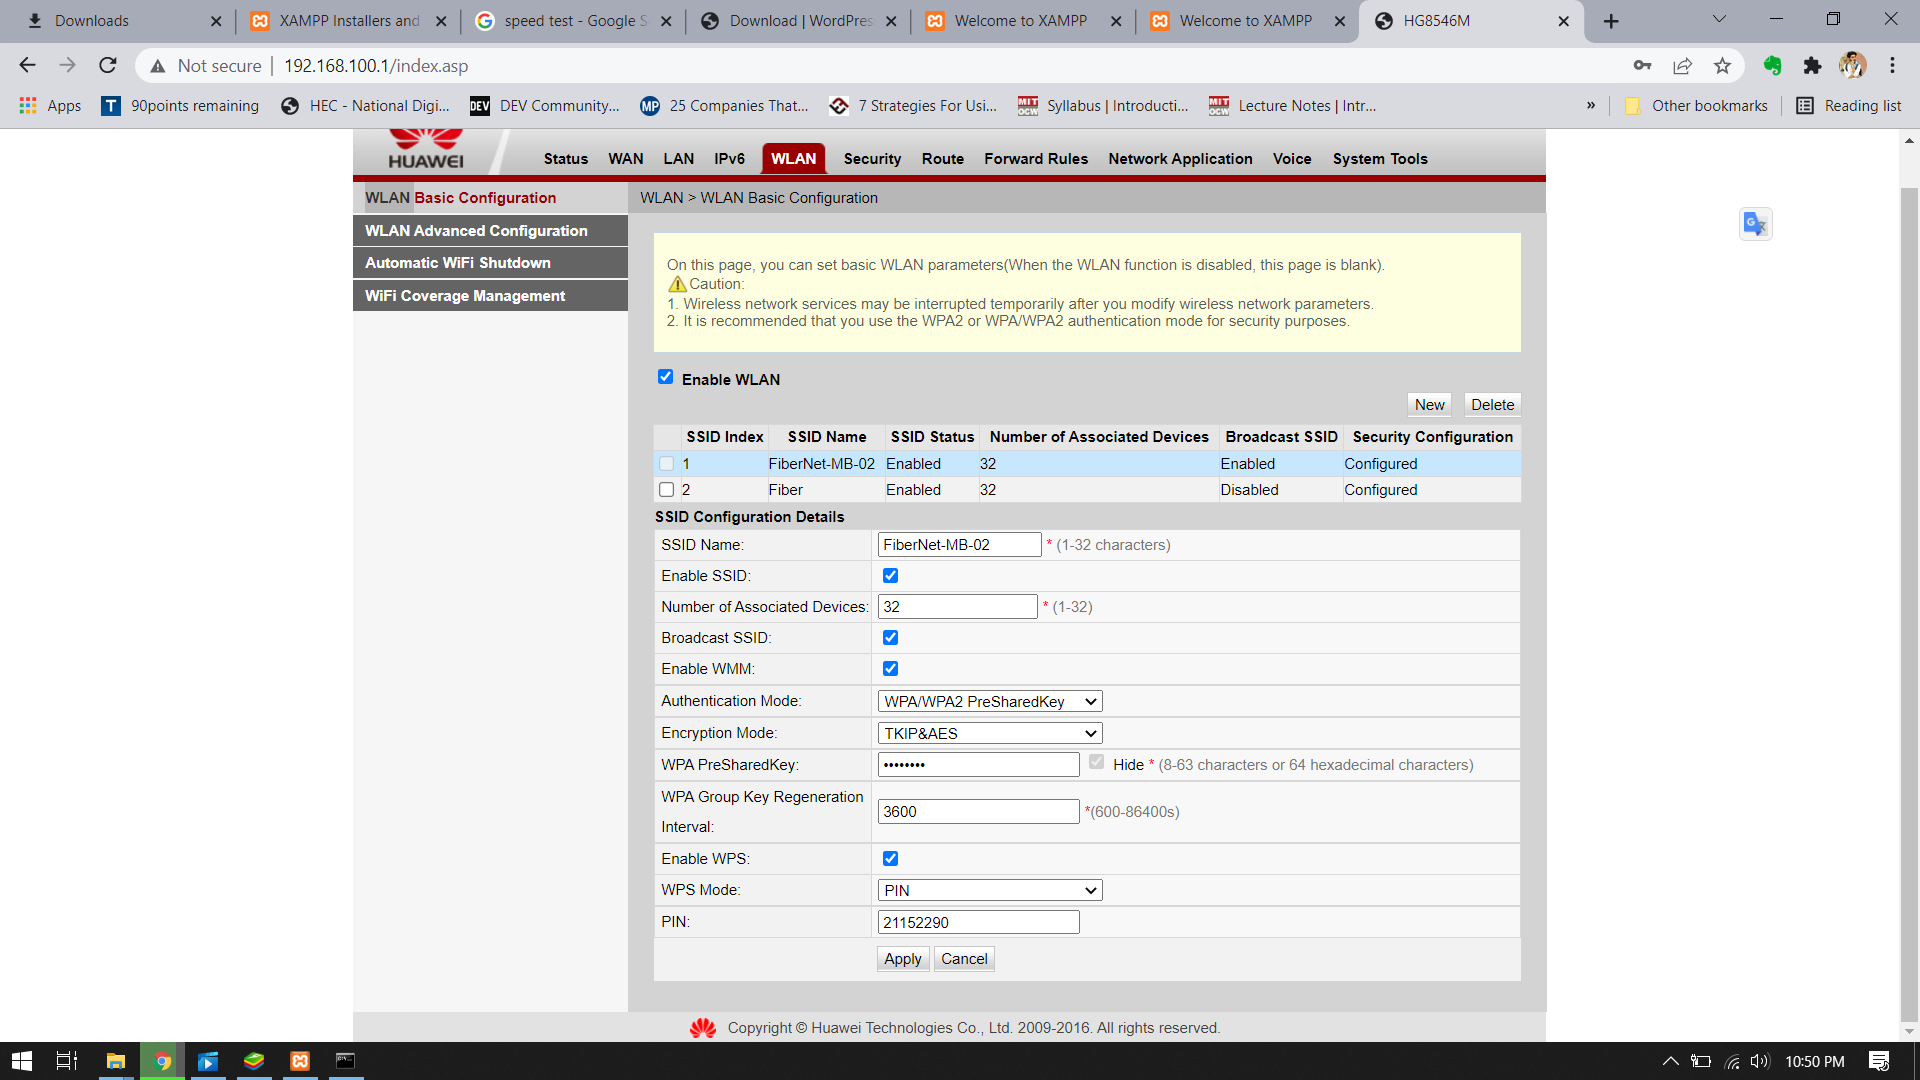 Downloads
XAMPP Installers and
speed test - Google S
Download | WordPres
Welcome to XAMPP
Welcome to XAMPP
HG8546M
Not secure
192.168.100.1/index.asp
Apps
T
90points remaining
HEC - National Digi...
DEV
DEV Community...
MP
25 Companies That...
7 Strategies For Usi...
MIT OCW
Syllabus | Introducti...
MIT OCW
Lecture Notes | Intr...
»
Other bookmarks
Reading list
HUAWEI
Status
WAN
LAN
IPv6
WLAN
Security
Route
Forward Rules
Network Application
Voice
System Tools
WLAN Basic Configuration
WLAN > WLAN Basic Configuration
WLAN Advanced Configuration
Automatic WiFi Shutdown
WiFi Coverage Management
On this page, you can set basic WLAN parameters(When the WLAN function is disabled, this page is blank).
Caution:
1. Wireless network services may be interrupted temporarily after you modify wireless network parameters.
2. It is recommended that you use the WPA2 or WPA/WPA2 authentication mode for security purposes.
Enable WLAN
New Delete
SSID Index SSID Name SSID Status Number of Associated Devices Broadcast SSID Security Configuration
1 FiberNet-MB-02 Enabled 32 Enabled Configured
2 Fiber Enabled 32 Disabled Configured
SSID Configuration Details
SSID Name: FiberNet-MB-02 * (1-32 characters)
Enable SSID:
Number of Associated Devices: 32 * (1-32)
Broadcast SSID:
Enable WMM:
Authentication Mode: WPA/WPA2 PreSharedKey
Encryption Mode: TKIP&AES
WPA PreSharedKey: •••••••• Hide * (8-63 characters or 64 hexadecimal characters)
WPA Group Key Regeneration
Interval: 3600 *(600-86400s)
Enable WPS:
WPS Mode: PIN
PIN: 21152290
Apply Cancel
Copyright © Huawei Technologies Co., Ltd. 2009-2016. All rights reserved.
10:50 PM